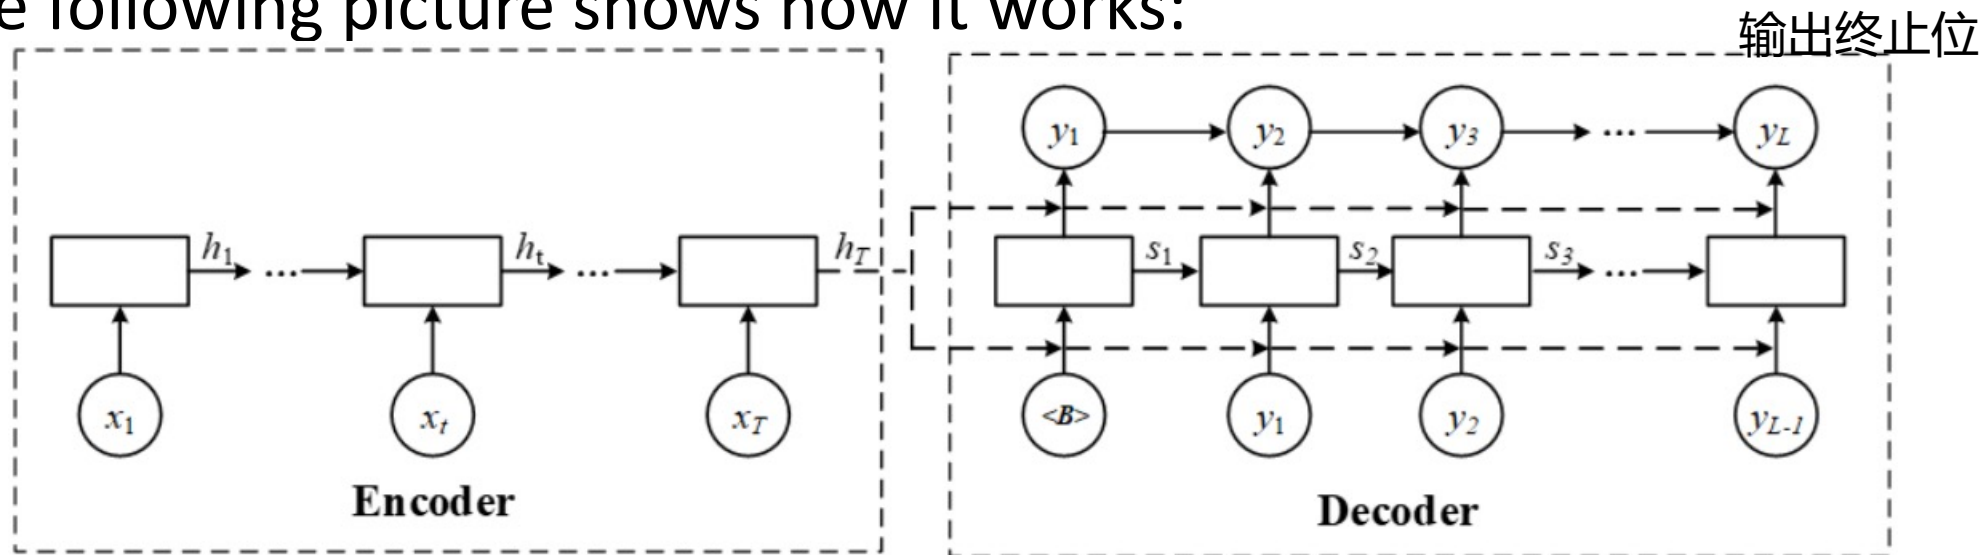 e following picture shows how it works:
输出终止位
y1 y2 y3 ... yL
h1 ... ht ... hT s1 s2 s3 ...
x1 xt xT <B> y1 y2 yL-1
Encoder Decoder